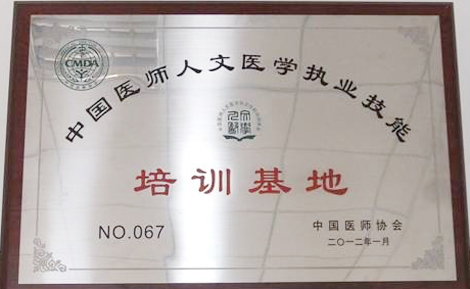 CMDA
中国医师人文医学执业技能
培训基地
NO.067
中国医师协会
二〇一二年一月